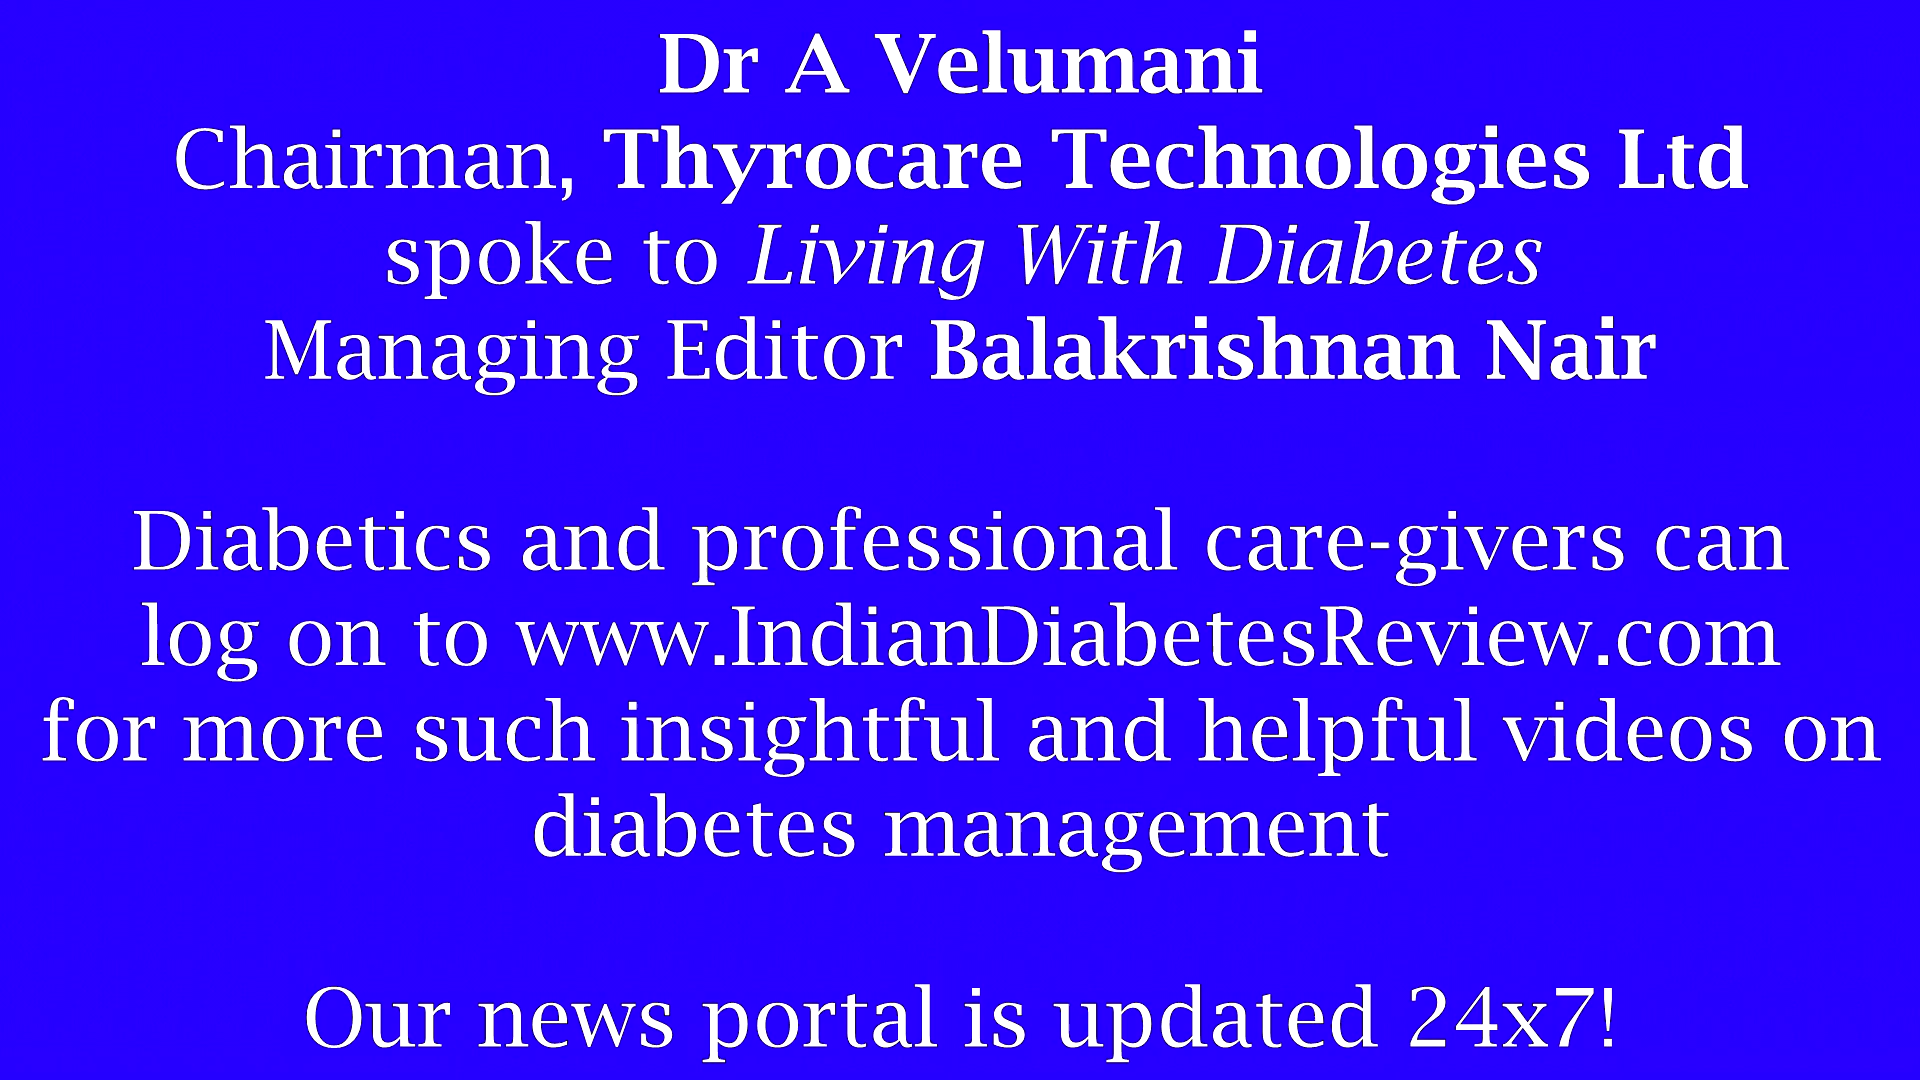 Dr A Velumani
Chairman, Thyrocare Technologies Ltd
spoke to Living With Diabetes
Managing Editor Balakrishnan Nair
Diabetics and professional care-givers can
log on to www.IndianDiabetesReview.com
for more such insightful and helpful videos on
diabetes management
Our news portal is updated 24x7!